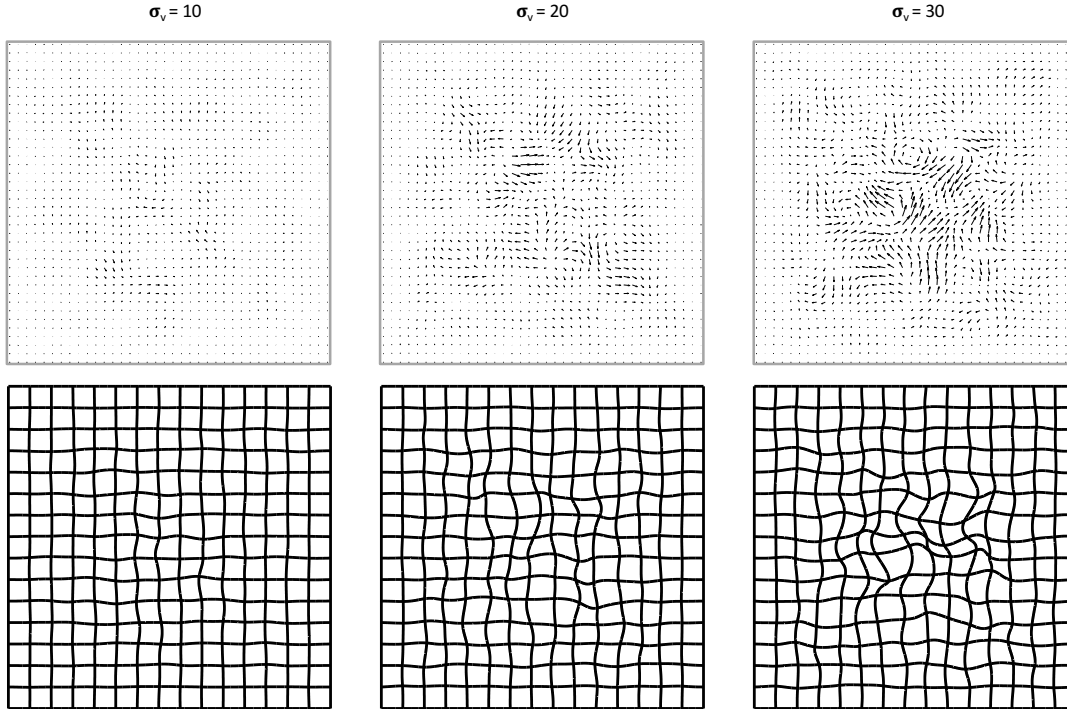 σᵥ = 10
σᵥ = 20
σᵥ = 30